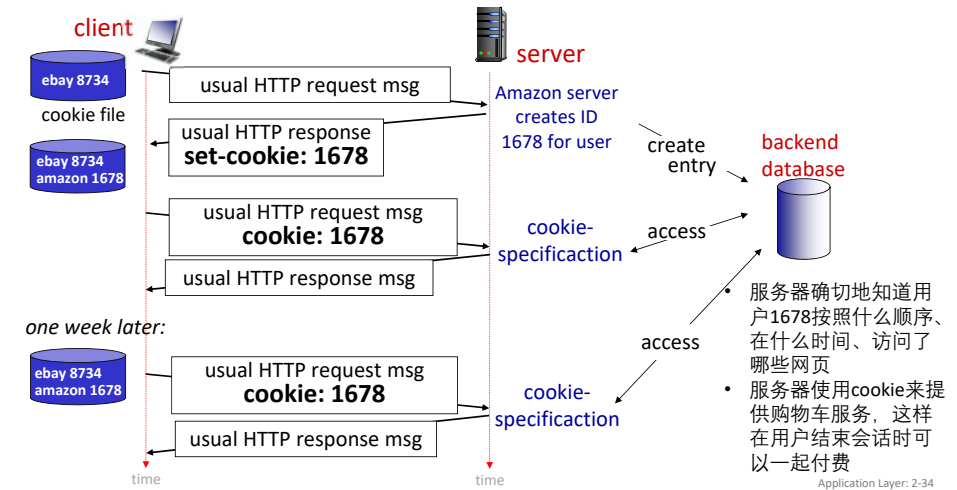 client
server
ebay 8734
cookie file
usual HTTP request msg
Amazon server
creates ID
1678 for user
usual HTTP response
set-cookie: 1678
ebay 8734
amazon 1678
create
entry
backend
database
usual HTTP request msg
cookie: 1678
cookie-
specificaction
access
usual HTTP response msg
one week later:
ebay 8734
amazon 1678
usual HTTP request msg
cookie: 1678
cookie-
specificaction
access
usual HTTP response msg
time
time
• 服务器确切地知道用
户1678按照什么顺序、
在什么时间、访问了
哪些网页
• 服务器使用cookie来提
供购物车服务，这样
在用户结束会话时可
以一起付费
Application Layer: 2-34